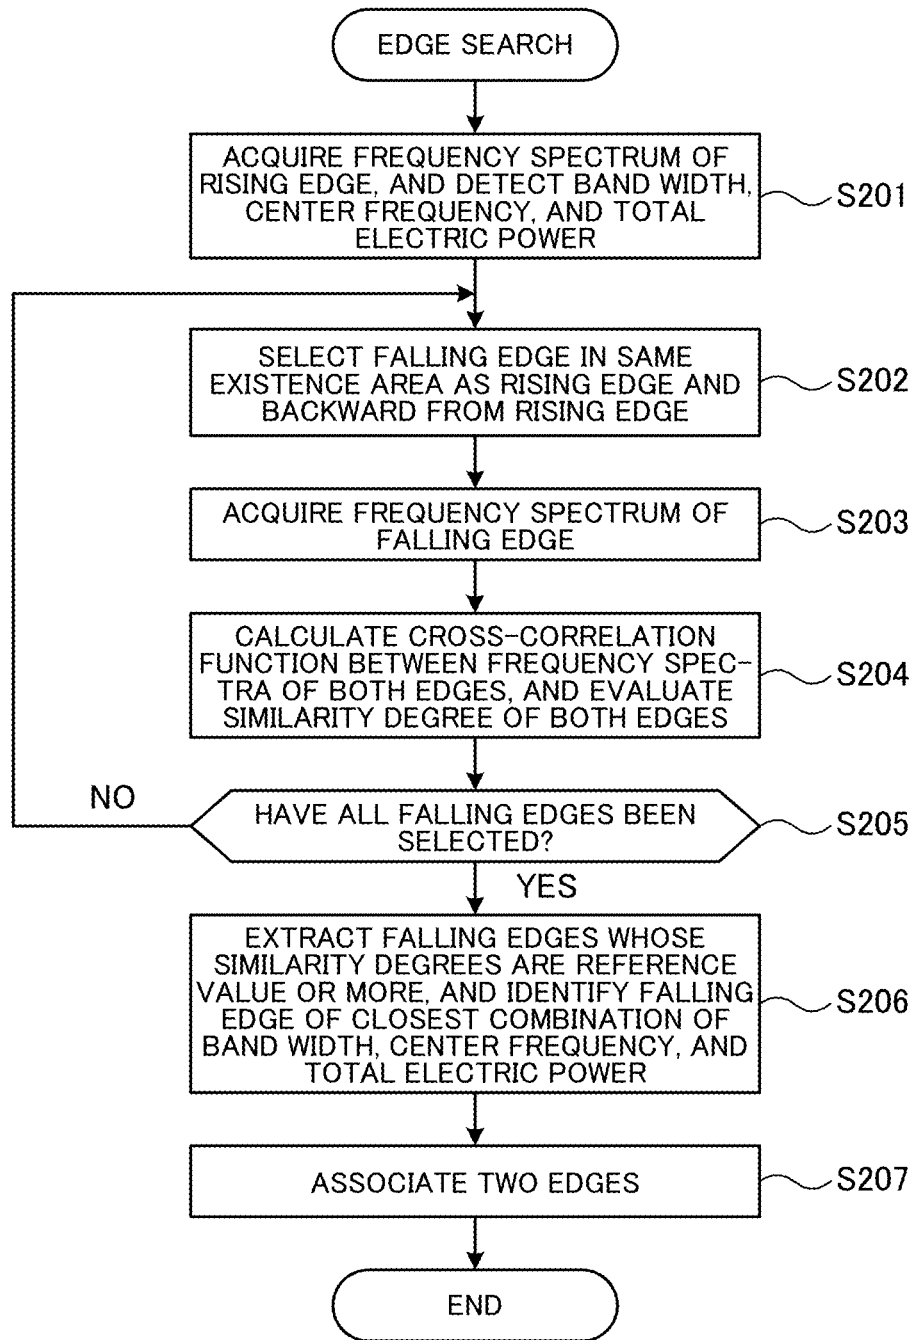 EDGE SEARCH
ACQUIRE FREQUENCY SPECTRUM OF
RISING EDGE, AND DETECT BAND WIDTH,
CENTER FREQUENCY, AND TOTAL
ELECTRIC POWER
S201
SELECT FALLING EDGE IN SAME
EXISTENCE AREA AS RISING EDGE AND
BACKWARD FROM RISING EDGE
S202
ACQUIRE FREQUENCY SPECTRUM OF
FALLING EDGE
S203
CALCULATE CROSS-CORRELATION
FUNCTION BETWEEN FREQUENCY SPEC-
TRA OF BOTH EDGES, AND EVALUATE
SIMILARITY DEGREE OF BOTH EDGES
S204
NO
HAVE ALL FALLING EDGES BEEN
SELECTED?
S205
YES
EXTRACT FALLING EDGES WHOSE
SIMILARITY DEGREES ARE REFERENCE
VALUE OR MORE, AND IDENTIFY FALLING
EDGE OF CLOSEST COMBINATION OF
BAND WIDTH, CENTER FREQUENCY, AND
TOTAL ELECTRIC POWER
S206
ASSOCIATE TWO EDGES
S207
END